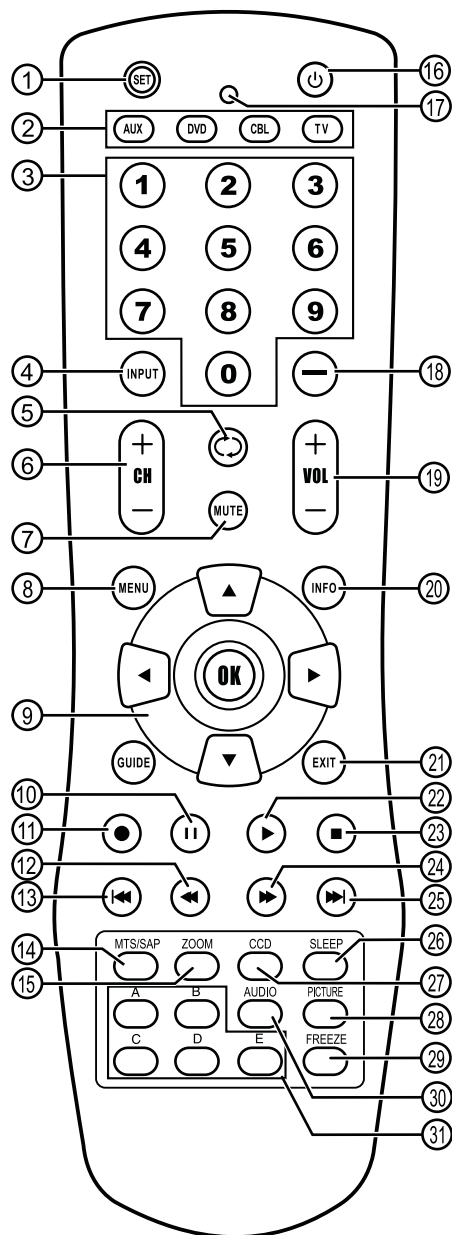 ① SET ⑯
⑰
② AUX DVD CBL TV
③ 1 2 3
4 5 6
7 8 9
④ INPUT 0 — ⑱
⑤
⑥ + CH — + VOL — ⑲
⑦ MUTE
⑧ MENU INFO ⑳
OK
⑨
GUIDE EXIT ㉑
⑩ ㉒
⑪ ㉓
⑫ ㉔
⑬ ㉕
⑭ MTS/SAP ZOOM CCD SLEEP ㉖
⑮ ㉗
A B AUDIO PICTURE ㉘
C D E FREEZE ㉙
㉚
㉛